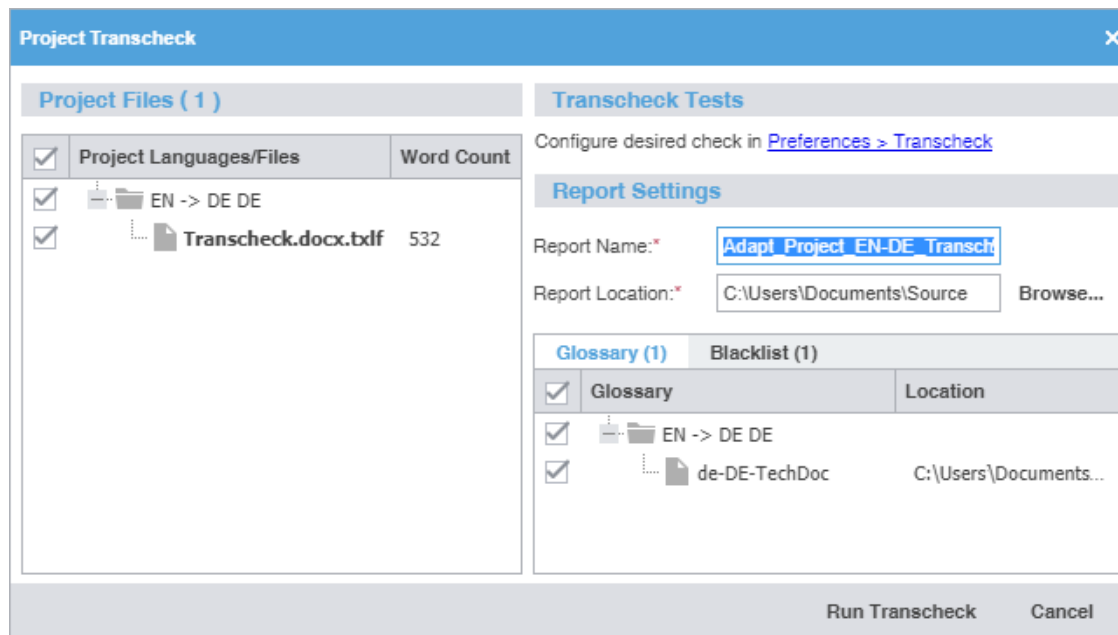 Project Transcheck
Project Files ( 1 )
Project Languages/Files Word Count
EN -> DE DE
Transcheck.docx.txlf 532
Transcheck Tests
Configure desired check in Preferences > Transcheck
Report Settings
Report Name:* Adapt_Project_EN-DE_Transch
Report Location:* C:\Users\Documents\Source Browse...
Glossary (1) Blacklist (1)
Glossary Location
EN -> DE DE
de-DE-TechDoc C:\Users\Documents...
Run Transcheck Cancel